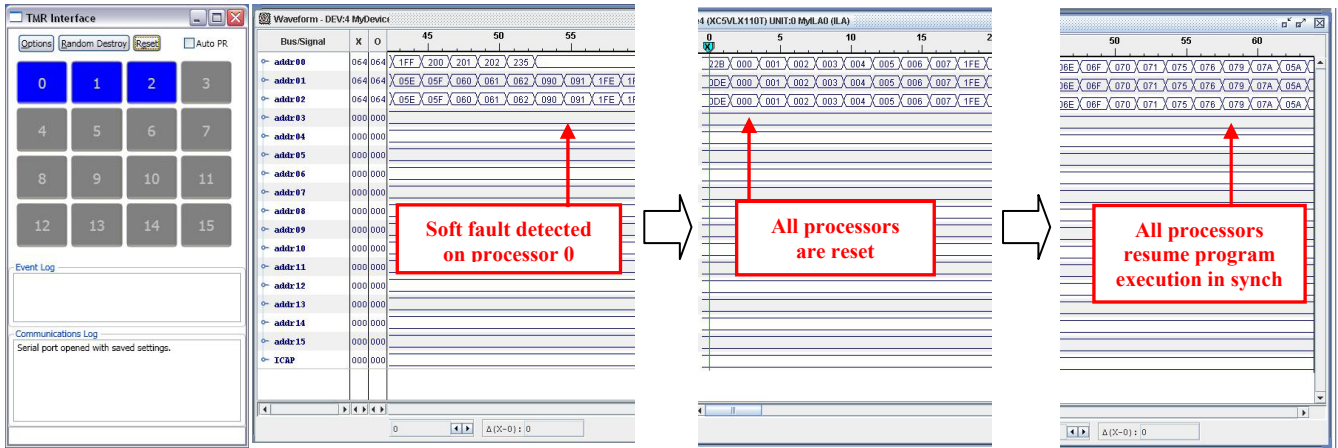 TMR Interface
Options Random Destroy Reset Auto PR
0 1 2 3
4 5 6 7
8 9 10 11
12 13 14 15
Event Log
Communications Log
Serial port opened with saved settings.
Waveform - DEV:4 MyDevice
Bus/Signal X O 45 50 55
addr00 064 064 1FF 200 201 202 235
addr01 064 064 05E 05F 060 061 062 090 091 1FE
addr02 064 064 05E 05F 060 061 062 090 091 1FE
addr03 000 000
addr04 000 000
addr05 000 000
addr06 000 000
addr07 000 000
addr08 000 000
addr09 000 000
addr10 000 000
addr11 000 000
addr12 000 000
addr13 000 000
addr14 000 000
addr15 000 000
ICAP 000 000
0 Δ(X-O): 0
Soft fault detected
on processor 0
(XC5VLX110T) UNIT:0 MyILA0 (ILA)
0 5 10 15
X
22B 000 001 002 003 004 005 006 007 1FE
0DE 000 001 002 003 004 005 006 007 1FE
0DE 000 001 002 003 004 005 006 007 1FE
All processors
are reset
50 55 60
06E 06F 070 071 075 076 079 07A 05A
06E 06F 070 071 075 076 079 07A 05A
06E 06F 070 071 075 076 079 07A 05A
All processors
resume program
execution in synch
Δ(X-O): 0